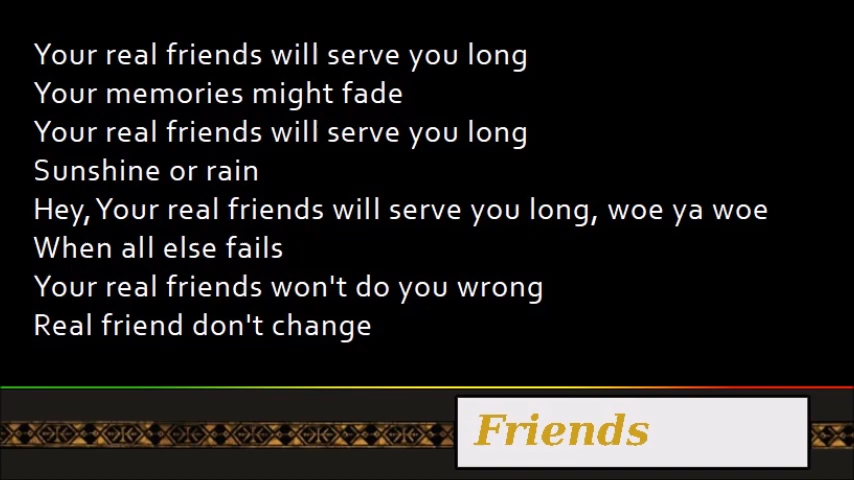 Your real friends will serve you long
Your memories might fade
Your real friends will serve you long
Sunshine or rain
Hey,Your real friends will serve you long, woe ya woe
When all else fails
Your real friends won't do you wrong
Real friend don't change
Friends